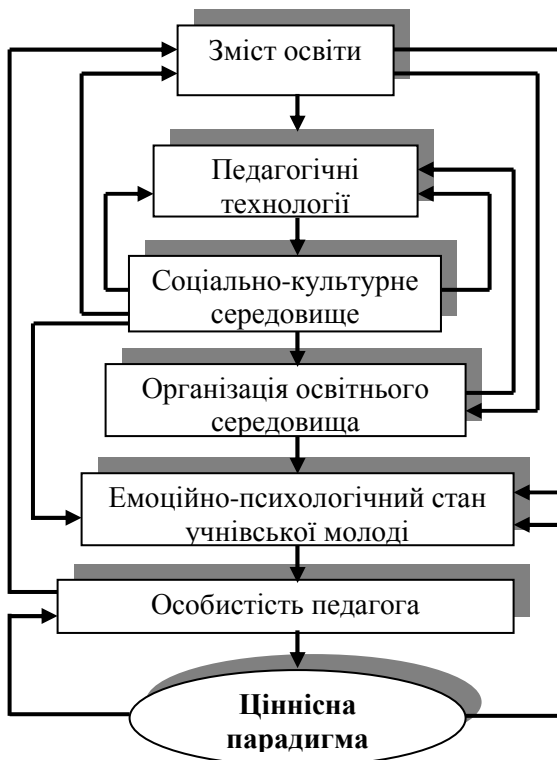 Зміст освіти
Педагогічні
технології
Соціально-культурне
середовище
Організація освітнього
середовища
Емоційно-психологічний стан
учнівської молоді
Особистість педагога
Ціннісна
парадигма